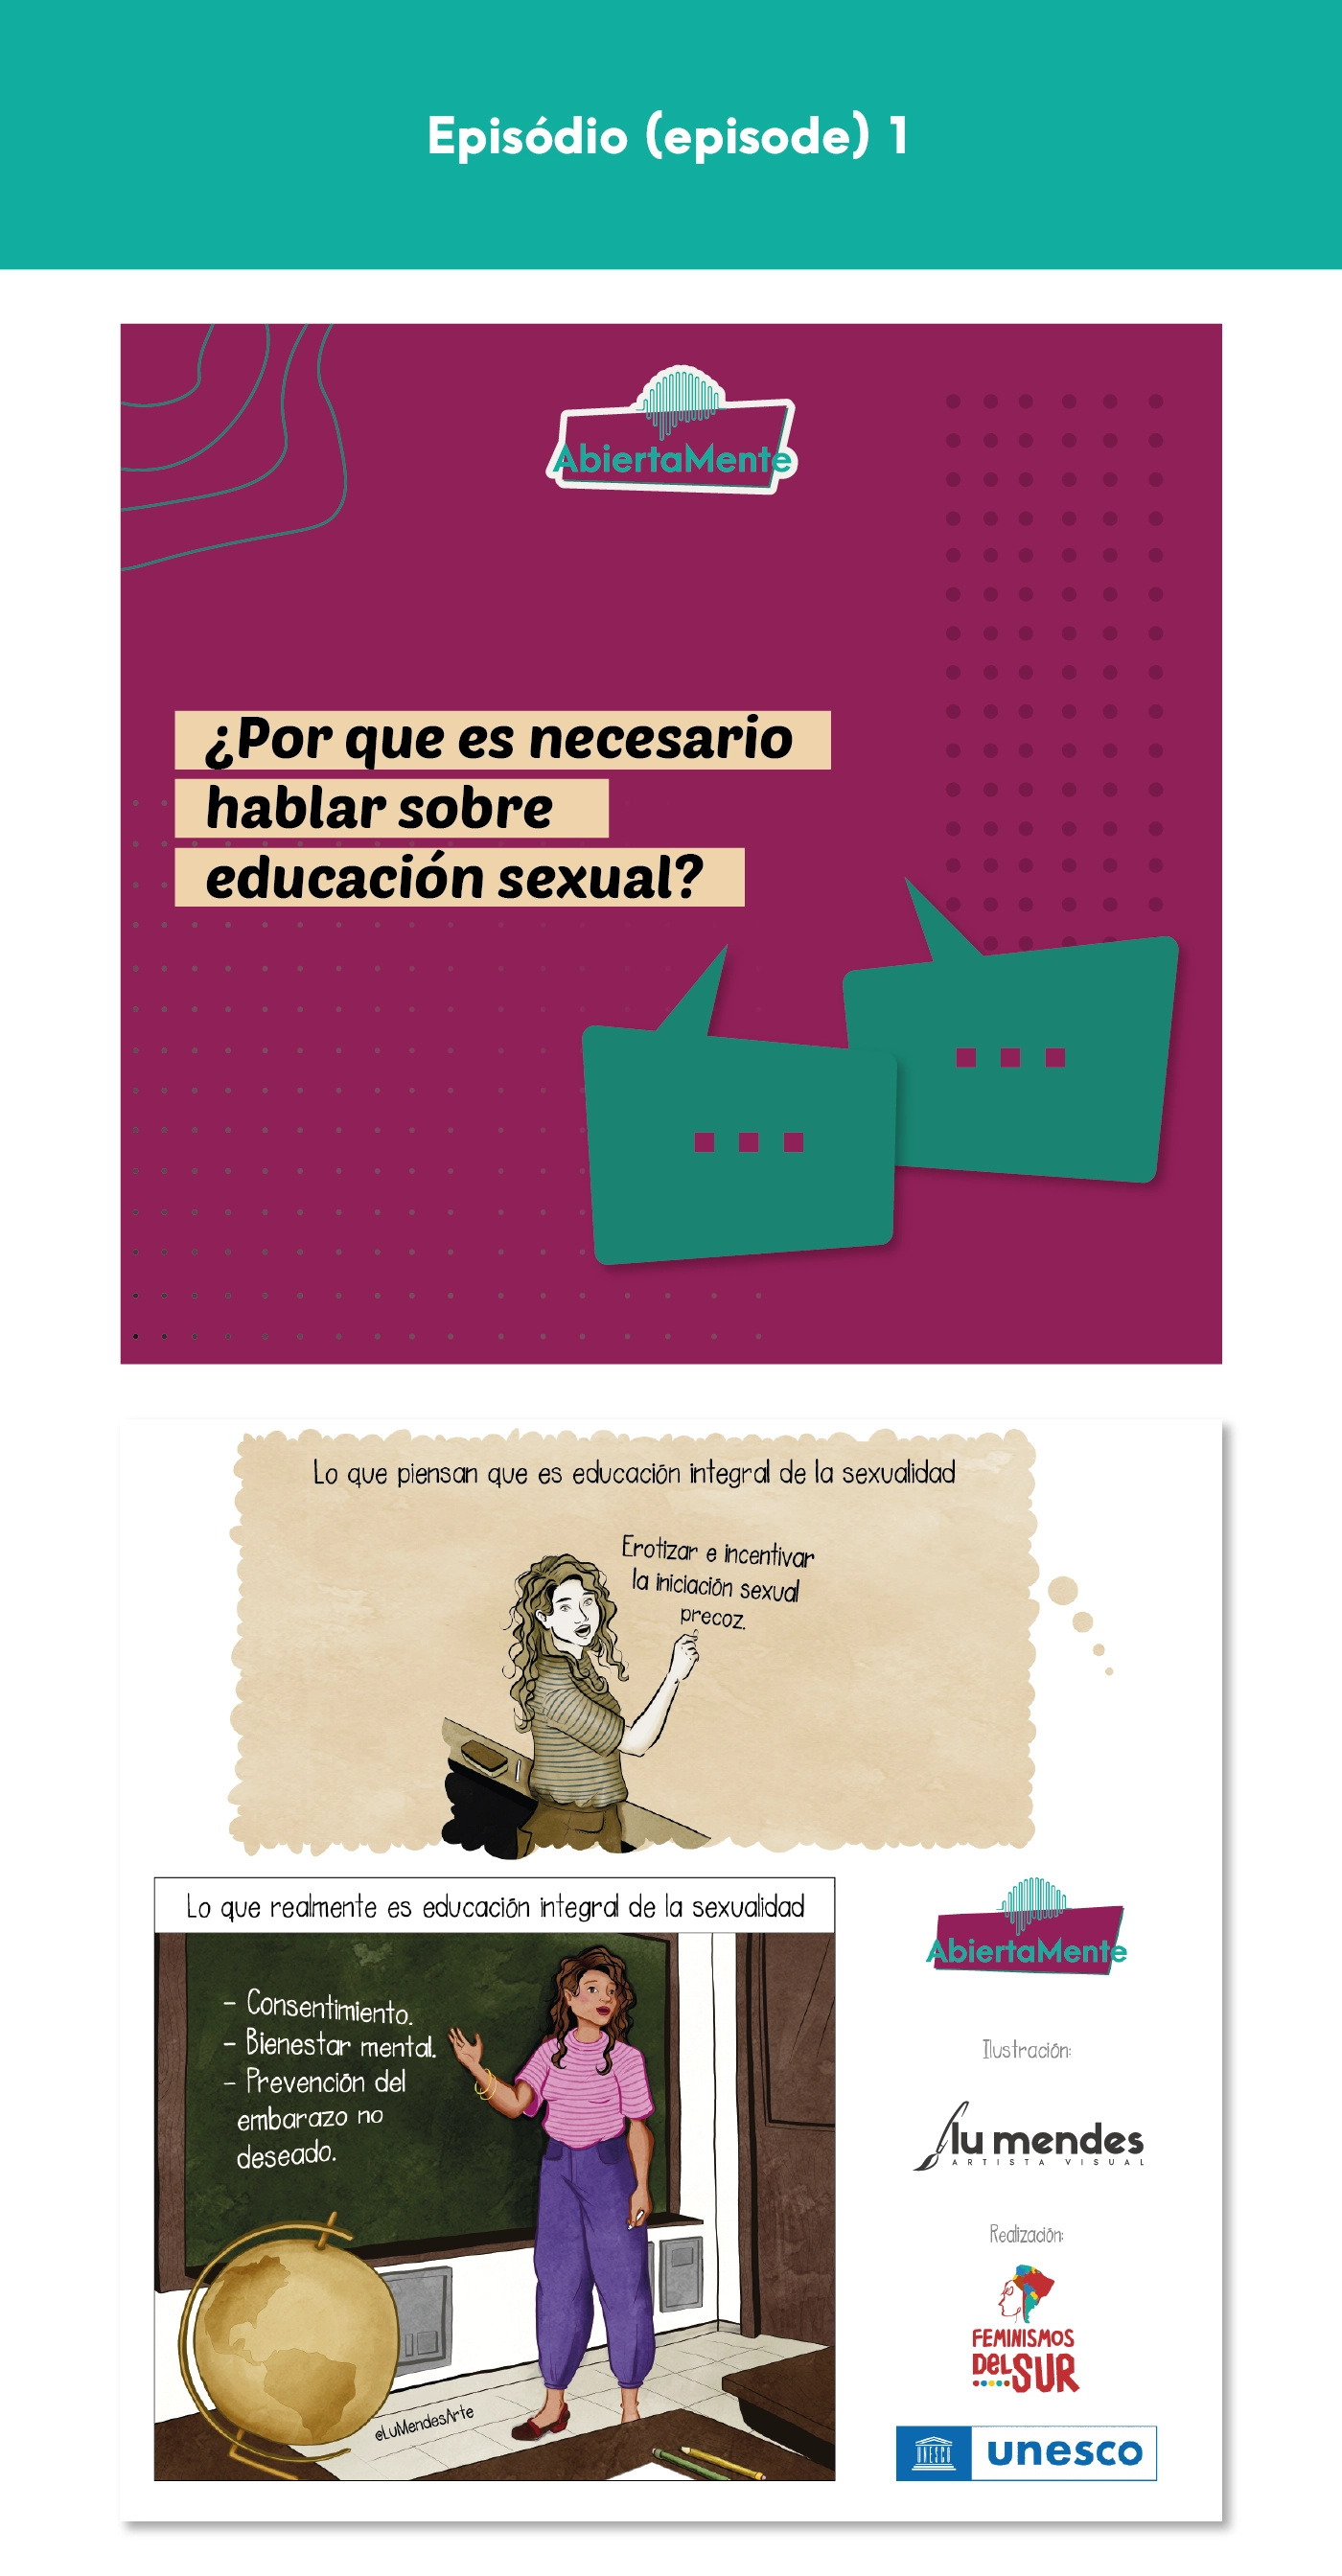 Episódio (episode) 1
AbiertaMente
¿Por que es necesario
hablar sobre
educación sexual?
Lo que piensan que es educación integral de la sexualidad
Erotizar e incentivar
la iniciación sexual
precoz.
Lo que realmente es educación integral de la sexualidad
- Consentimiento.
- Bienestar mental.
- Prevención del
embarazo no
deseado.
@LuMendesArte
AbiertaMente
Ilustración:
lu mendes
ARTISTA VISUAL
Realización:
FEMINISMOS
DEL SUR
UNESCO
unesco